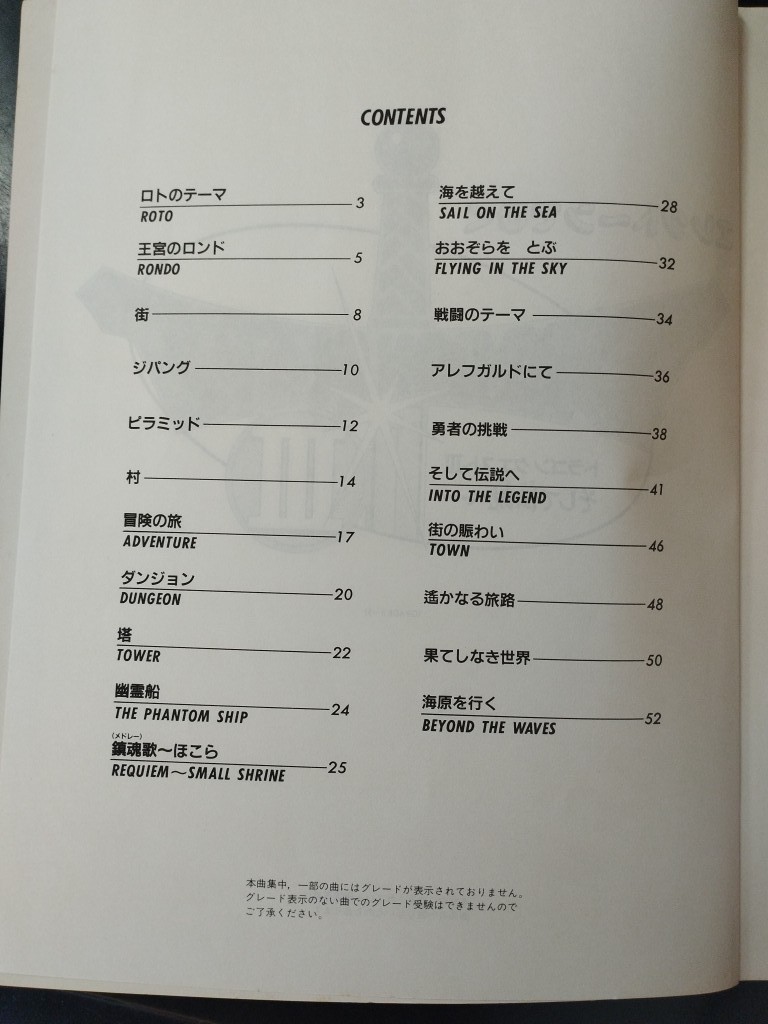 CONTENTS
ロトのテーマ 3
ROTO
王宮のロンド 5
RONDO
街 8
ジパング 10
ピラミッド 12
村 14
冒険の旅 17
ADVENTURE
ダンジョン 20
DUNGEON
塔 22
TOWER
幽霊船 24
THE PHANTOM SHIP
(メドレー)
鎮魂歌〜ほこら 25
REQUIEM〜SMALL SHRINE
海を越えて 28
SAIL ON THE SEA
おおぞらを とぶ 32
FLYING IN THE SKY
戦闘のテーマ 34
アレフガルドにて 36
勇者の挑戦 38
そして伝説へ 41
INTO THE LEGEND
街の賑わい 46
TOWN
遙かなる旅路 48
果てしなき世界 50
海原を行く 52
BEYOND THE WAVES
本曲集中，一部の曲にはグレードが表示されておりません。
グレード表示のない曲でのグレード受験はできませんので
ご了承ください。